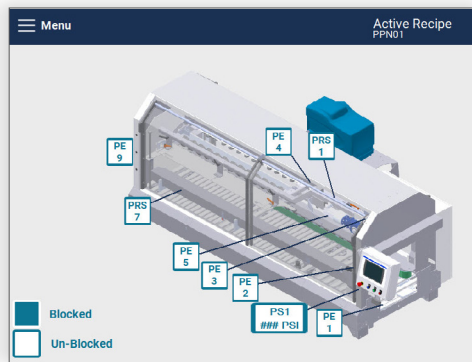 Menu
Active Recipe
PPN01
PE
4
PRS
1
PE
9
PRS
7
PE
5
PE
3
PE
2
PS1
### PSI
PE
1
Blocked
Un-Blocked